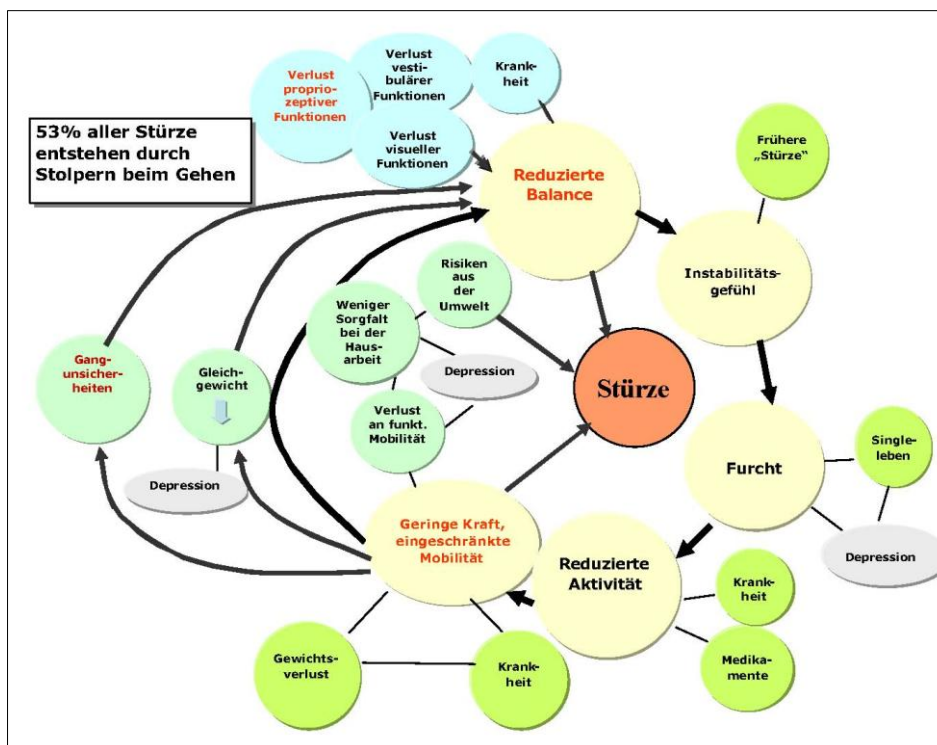 Verlust
proprio-
zeptiver
Funktionen
Verlust
vesti-
bulärer
Funktionen
Krank-
heit
Verlust
visueller
Funktionen
53% aller Stürze
entstehen durch
Stolpern beim Gehen
Reduzierte
Balance
Frühere
„Stürze“
Instabilitäts-
gefühl
Risiken
aus
der
Umwelt
Weniger
Sorgfalt
bei der
Haus-
arbeit
Depression
Stürze
Gang-
unsicher-
heiten
Gleich-
gewicht
Depression
Verlust
an funkt.
Mobilität
Furcht
Single-
leben
Depression
Geringe Kraft,
eingeschränkte
Mobilität
Reduzierte
Aktivität
Krank-
heit
Medika-
mente
Gewichts-
verlust
Krank-
heit